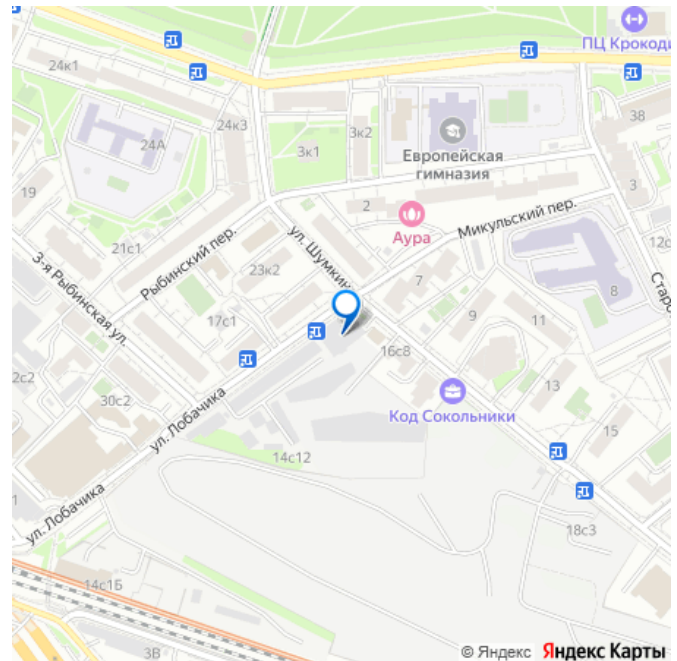 ПЦ Крокоди
24к1
24к3
3к2
38
24А
3к1
Европейская
гимназия
19
2
3
Микульский пер.
Аура
21с1
Рыбинский пер.
ул. Шумкин
12с
3-я Рыбинская ул.
23к2
7
8
Старо
17с1
9
11
16с8
2с2
13
30с2
Код Сокольники
ул. Лобачика
15
14с12
1
ул. Лобачика
18с3
14с1Б
3В
© Яндекс Яндекс Карты